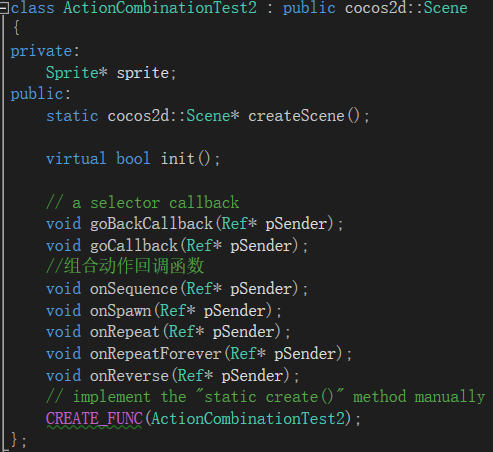 class ActionCombinationTest2 : public cocos2d::Scene
{
private:
    Sprite* sprite;
public:
    static cocos2d::Scene* createScene();

    virtual bool init();

    // a selector callback
    void goBackCallback(Ref* pSender);
    void goCallback(Ref* pSender);
    //组合动作回调函数
    void onSequence(Ref* pSender);
    void onSpawn(Ref* pSender);
    void onRepeat(Ref* pSender);
    void onRepeatForever(Ref* pSender);
    void onReverse(Ref* pSender);
    // implement the "static create()" method manually
    CREATE_FUNC(ActionCombinationTest2);
};